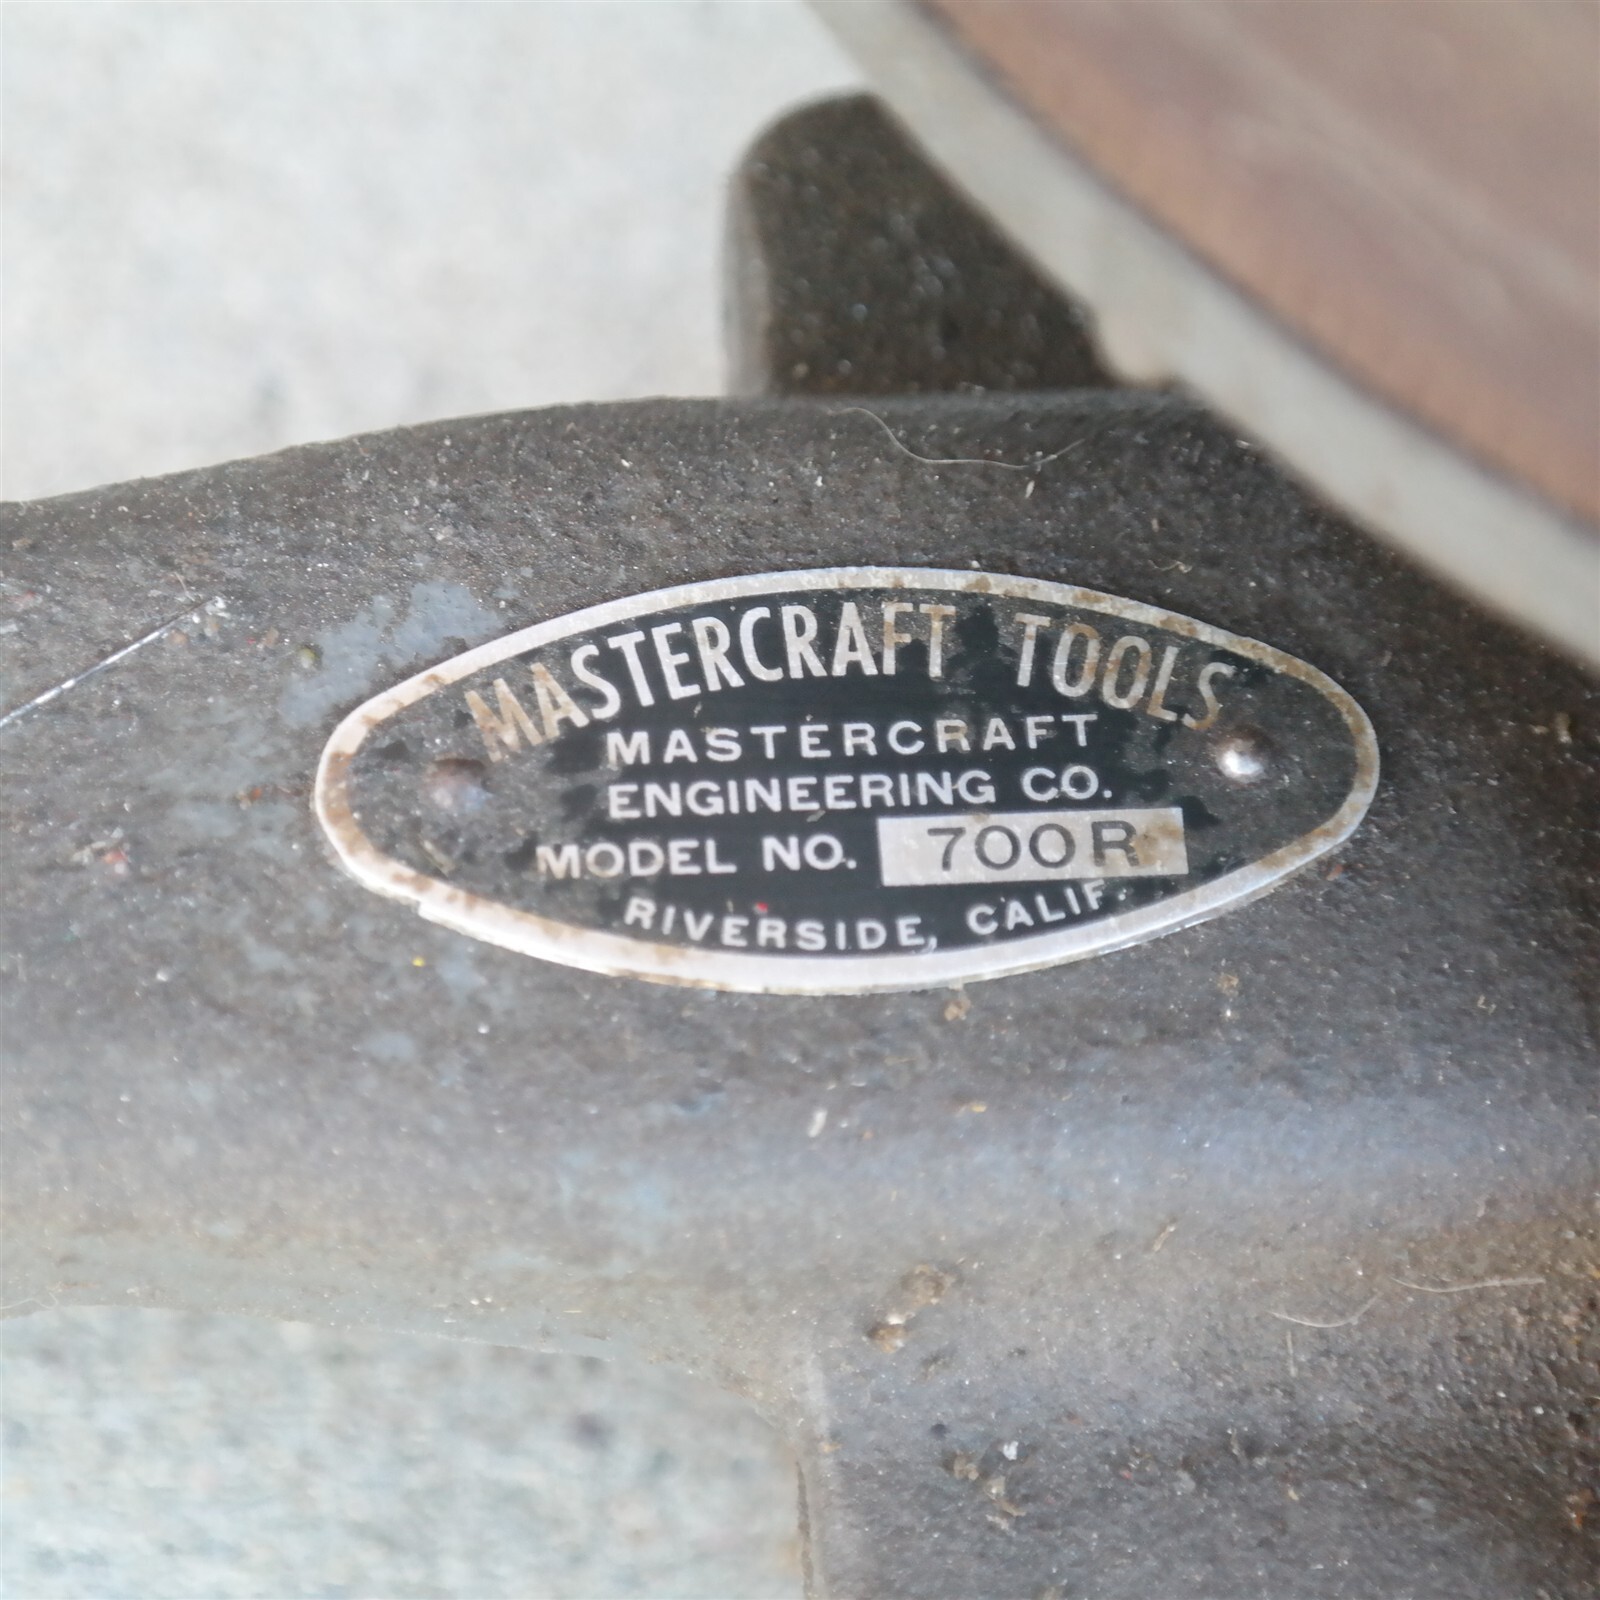 MASTERCRAFT TOOLS
MASTERCRAFT
ENGINEERING CO.
MODEL NO. 700R
RIVERSIDE, CALIF.